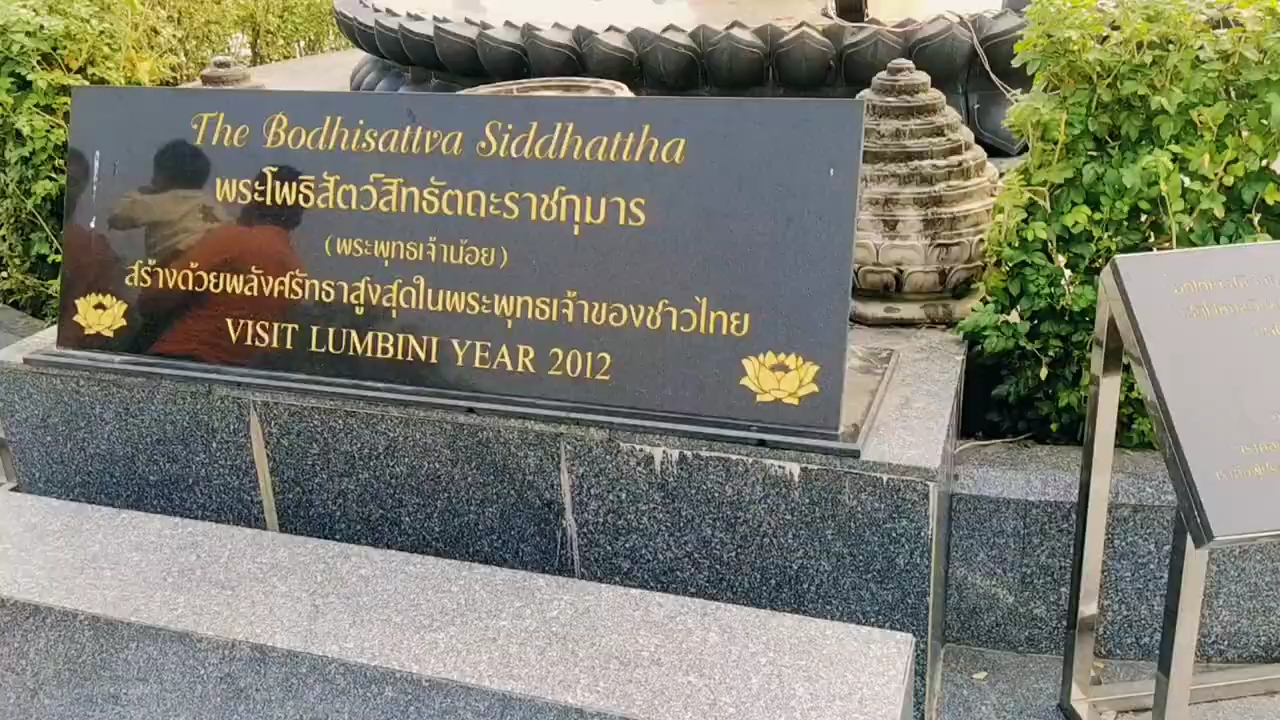 The Bodhisattva Siddhattha
พระโพธิสัตว์สิทธัตถะราชกุมาร
(พระพุทธเจ้าน้อย)
สร้างด้วยพลังศรัทธาสูงสุดในพระพุทธเจ้าของชาวไทย
VISIT LUMBINI YEAR 2012